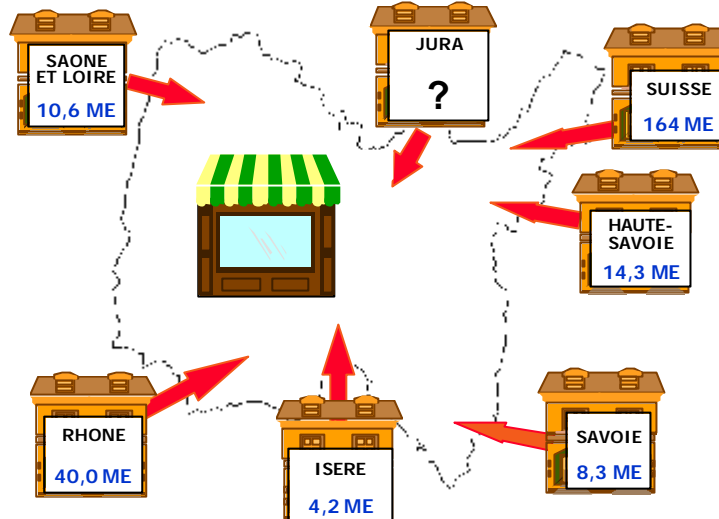 SAONE
ET LOIRE
10,6 ME
JURA
?
SUISSE
164 ME
HAUTE-
SAVOIE
14,3 ME
RHONE
40,0 ME
ISERE
4,2 ME
SAVOIE
8,3 ME